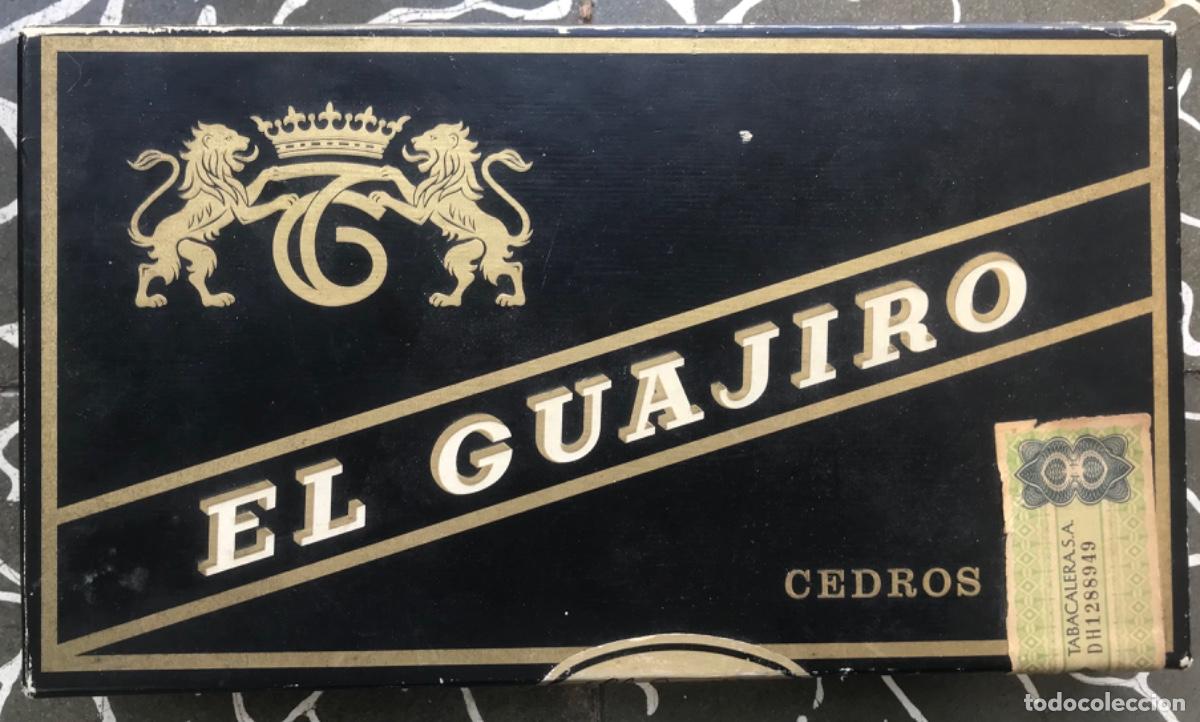 EL GUAJIRO
CEDROS
TABACALERA.S.A.
DH1288949
todocoleccion